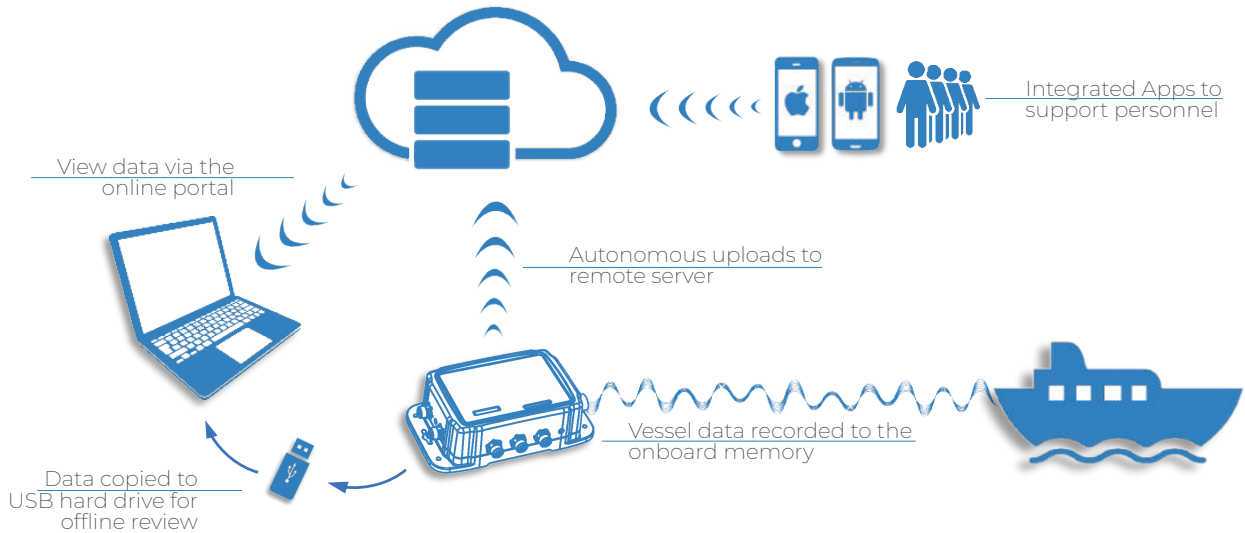 Integrated Apps to
support personnel
View data via the
online portal
Autonomous uploads to
remote server
Vessel data recorded to the
onboard memory
Data copied to
USB hard drive for
offline review